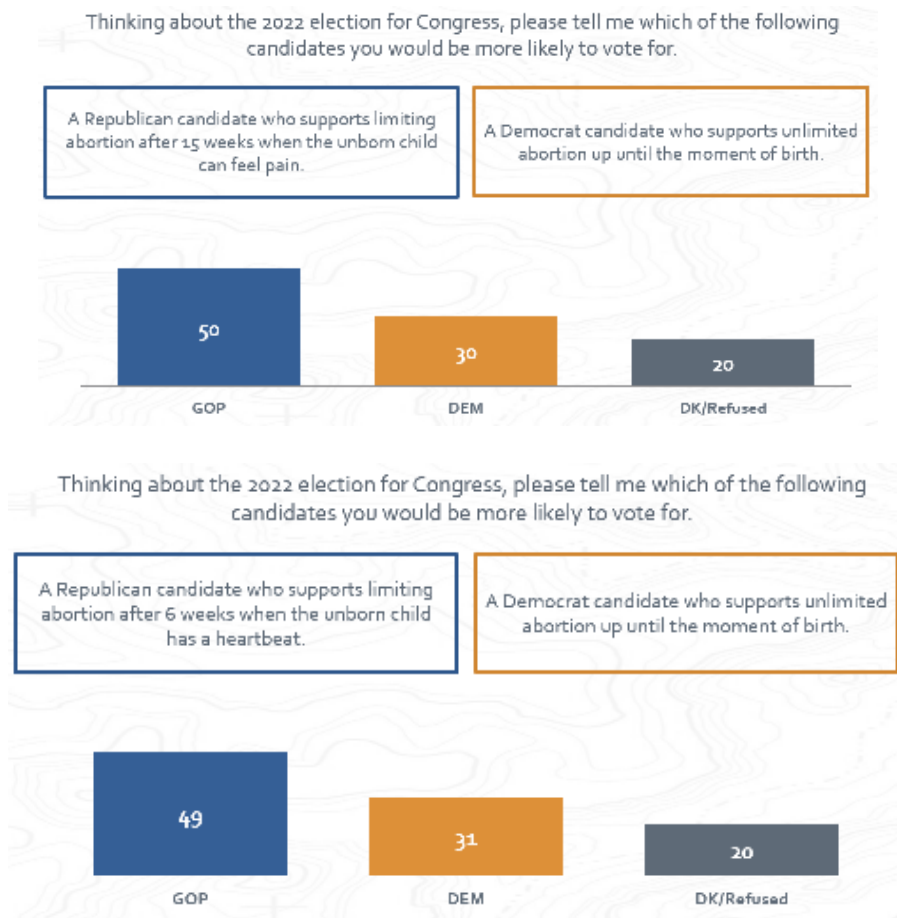 Thinking about the 2022 election for Congress, please tell me which of the following
candidates you would be more likely to vote for.
A Republican candidate who supports limiting
abortion after 15 weeks when the unborn child
can feel pain.
A Democrat candidate who supports unlimited
abortion up until the moment of birth.
50
30
20
GOP
DEM
DK/Refused
Thinking about the 2022 election for Congress, please tell me which of the following
candidates you would be more likely to vote for.
A Republican candidate who supports limiting
abortion after 6 weeks when the unborn child
has a heartbeat.
A Democrat candidate who supports unlimited
abortion up until the moment of birth.
49
31
20
GOP
DEM
DK/Refused